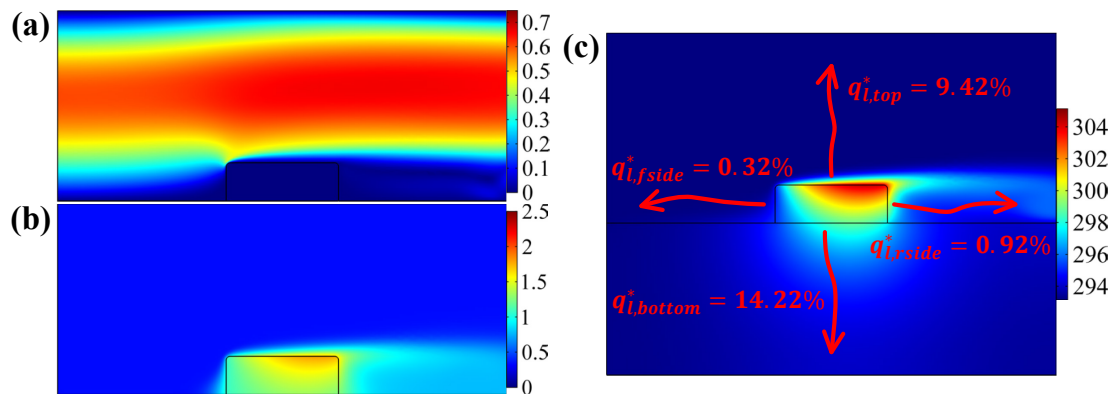 (a)
0.7
0.6
0.5
0.4
0.3
0.2
0.1
0
(b)
2.5
2
1.5
1
0.5
0
(c)
q*l,top = 9.42%
q*l,fside = 0.32%
q*l,rside = 0.92%
q*l,bottom = 14.22%
304
302
300
298
296
294